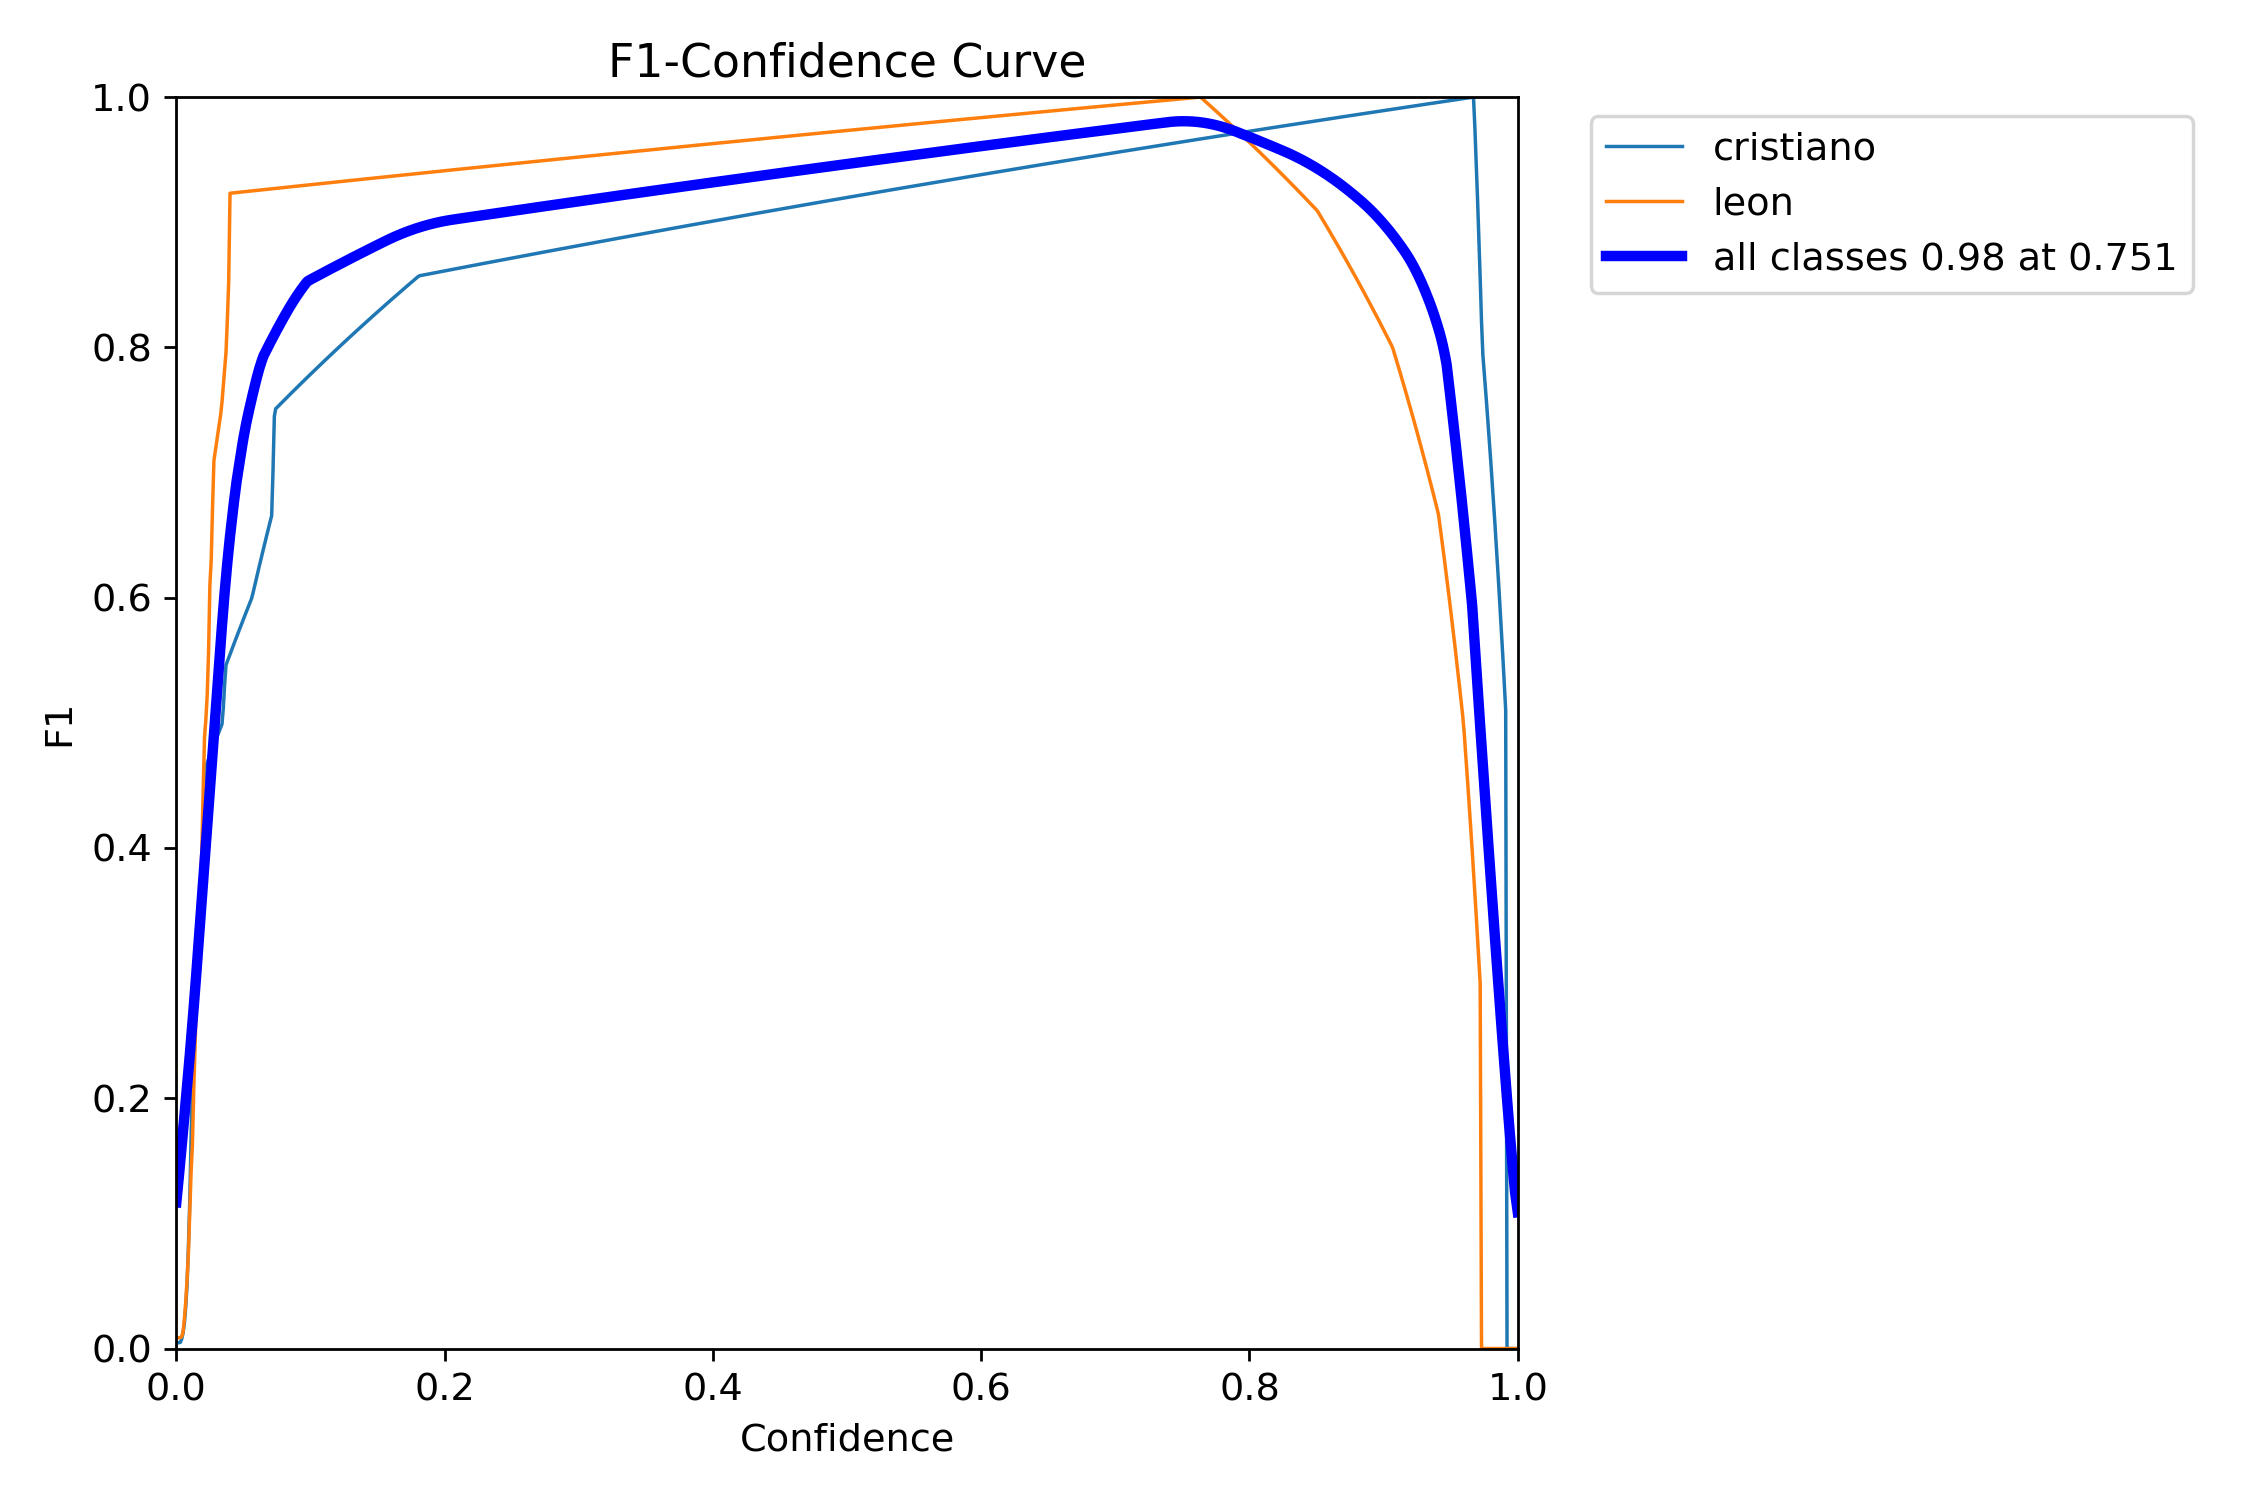 F1-Confidence Curve
1.0
0.8
0.6
0.4
0.2
0.0
F1
0.0 0.2 0.4 0.6 0.8 1.0
Confidence
cristiano
leon
all classes 0.98 at 0.751